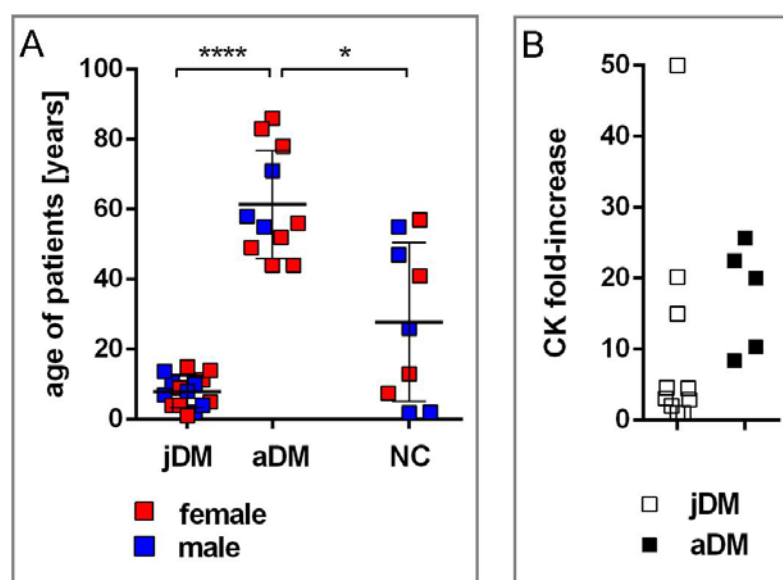 A
**** *
age of patients [years]
100
80
60
40
20
0
jDM aDM NC
female
male
B
CK fold-increase
50
40
30
20
10
0
jDM
aDM